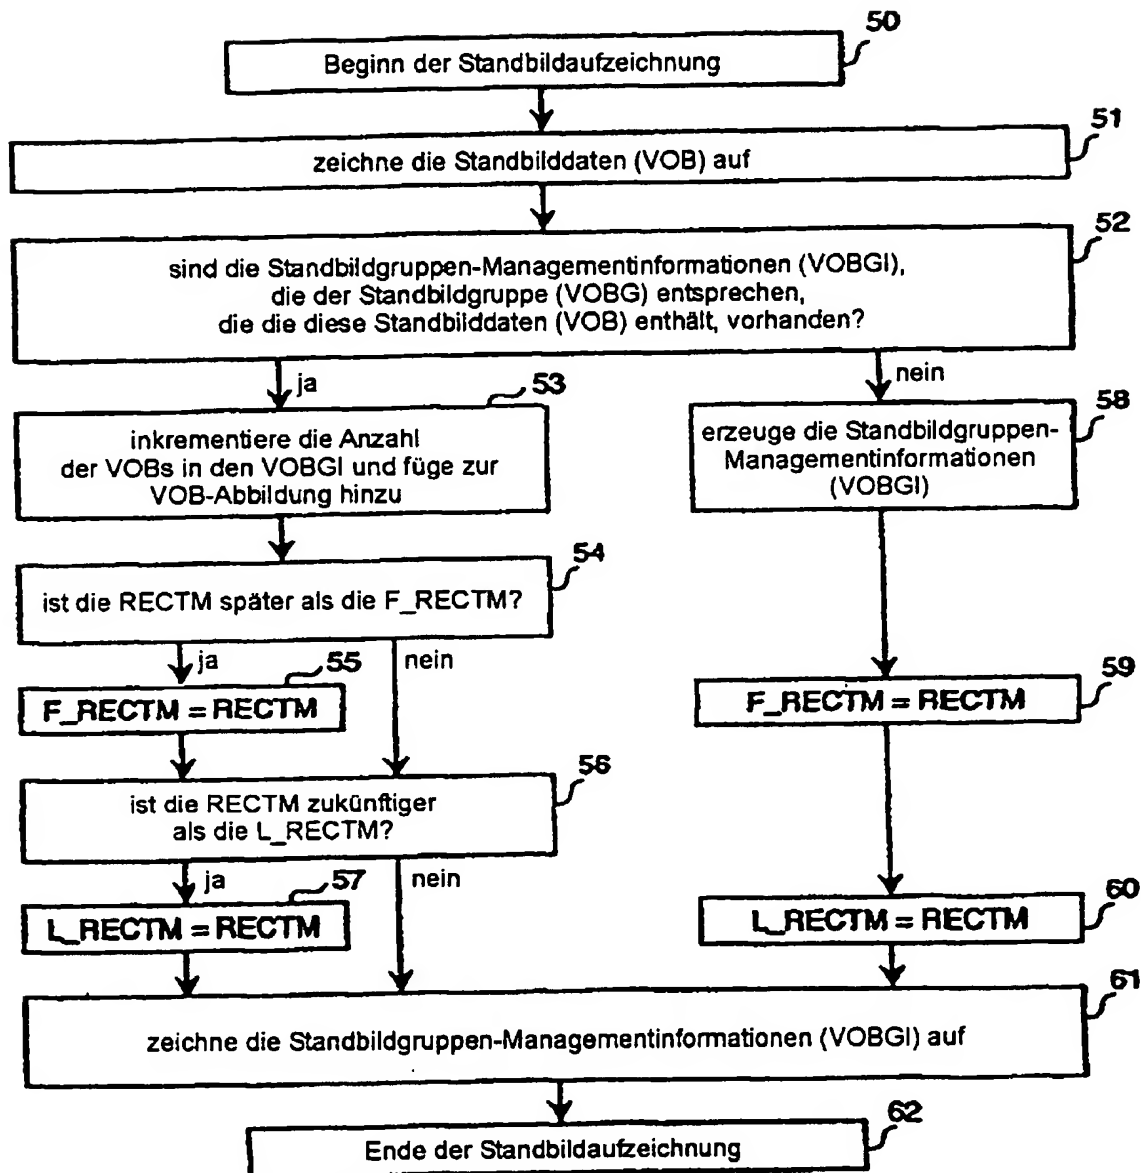 50
Beginn der Standbildaufzeichnung
51
zeichne die Standbilddaten (VOB) auf
52
sind die Standbildgruppen-Managementinformationen (VOBGI),
die der Standbildgruppe (VOBG) entsprechen,
die die diese Standbilddaten (VOB) enthält, vorhanden?
ja
nein
53
inkrementiere die Anzahl
der VOBs in den VOBGI und füge zur
VOB-Abbildung hinzu
58
erzeuge die Standbildgruppen-
Managementinformationen
(VOBGI)
54
ist die RECTM später als die F_RECTM?
ja
nein
55
F_RECTM = RECTM
59
F_RECTM = RECTM
56
ist die RECTM zukünftiger
als die L_RECTM?
ja
nein
57
L_RECTM = RECTM
60
L_RECTM = RECTM
61
zeichne die Standbildgruppen-Managementinformationen (VOBGI) auf
62
Ende der Standbildaufzeichnung